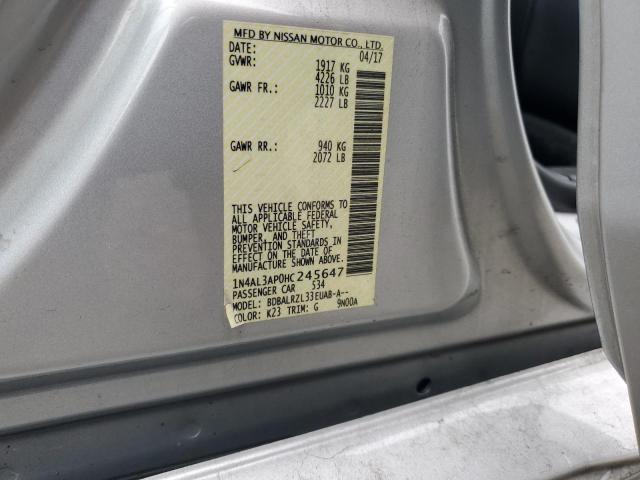 MFD BY NISSAN MOTOR CO., LTD.
DATE: 04/17
GVWR: 1917 KG
4226 LB
GAWR FR.: 1010 KG
2227 LB
GAWR RR.: 940 KG
2072 LB
THIS VEHICLE CONFORMS TO
ALL APPLICABLE FEDERAL
MOTOR VEHICLE SAFETY,
BUMPER, AND THEFT
PREVENTION STANDARDS IN
EFFECT ON THE DATE OF
MANUFACTURE SHOWN ABOVE.
1N4AL3AP0HC245647
PASSENGER CAR 534
MODEL: BDBALRZL33EUAB-A--
COLOR: K23 TRIM: G 9N00A